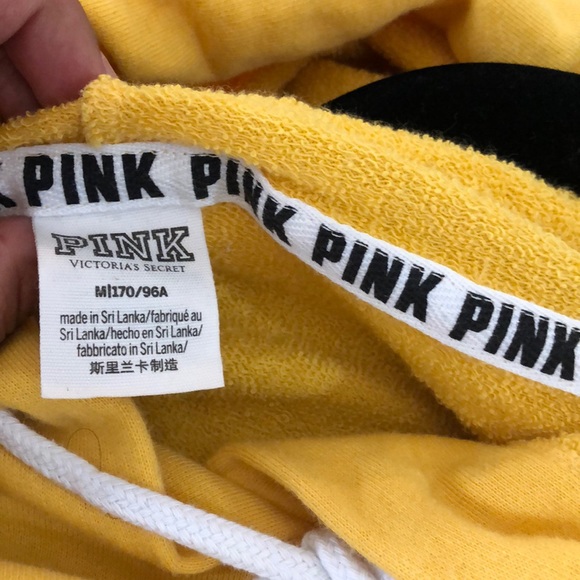 K PINK PINK PINK PINK
PINK
VICTORIA'S SECRET
M|170/96A
made in Sri Lanka/fabriqué au
Sri Lanka/hecho en Sri Lanka/
fabbricato in Sri Lanka/
斯里兰卡制造